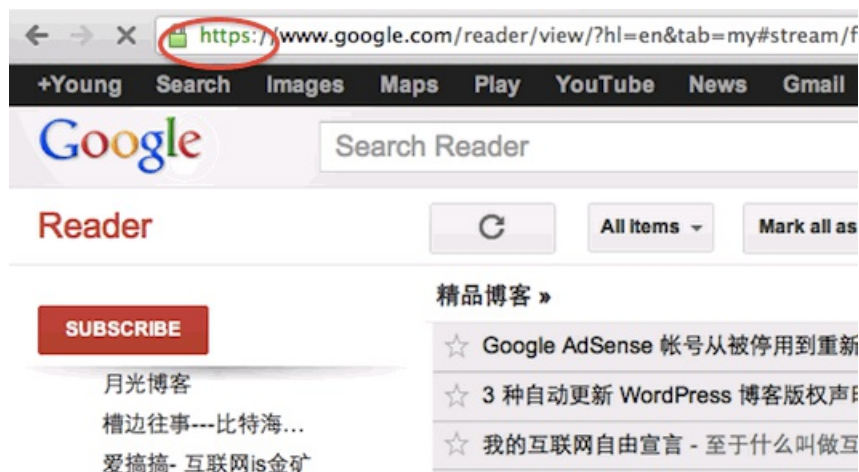 https://www.google.com/reader/view/?hl=en&tab=my#stream/f
+Young Search Images Maps Play YouTube News Gmail
Google Search Reader
Reader All items Mark all as
精品博客 »
SUBSCRIBE
Google AdSense 帐号从被停用到重新
月光博客
3 种自动更新 WordPress 博客版权声明
槽边往事---比特海...
我的互联网自由宣言 - 至于什么叫做互
爱搞搞- 互联网is金矿